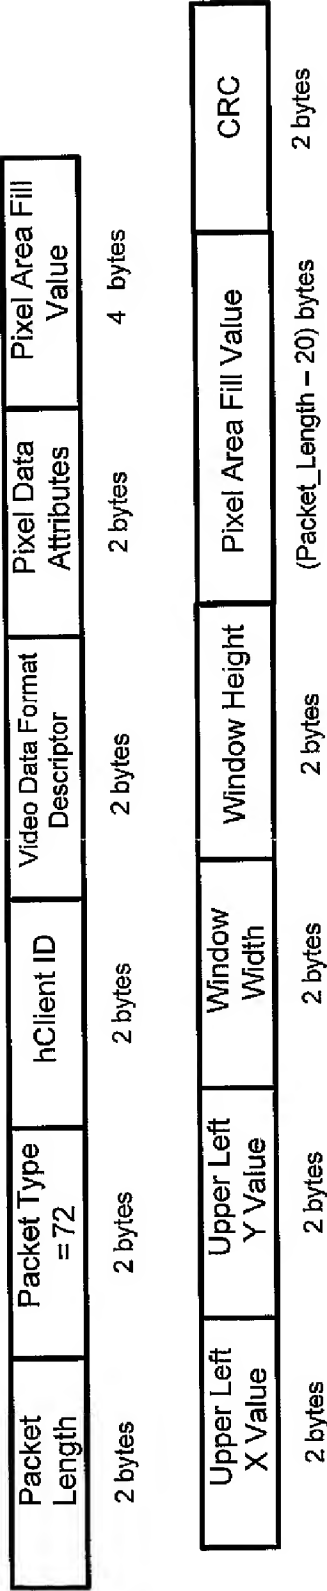 Packet
Length
Packet Type
= 72
hClient ID
Video Data Format
Descriptor
Pixel Data
Attributes
Pixel Area Fill
Value
2 bytes
2 bytes
2 bytes
2 bytes
2 bytes
4 bytes
Upper Left
X Value
Upper Left
Y Value
Window
Width
Window Height
Pixel Area Fill Value
CRC
2 bytes
2 bytes
2 bytes
2 bytes
(Packet_Length – 20) bytes
2 bytes